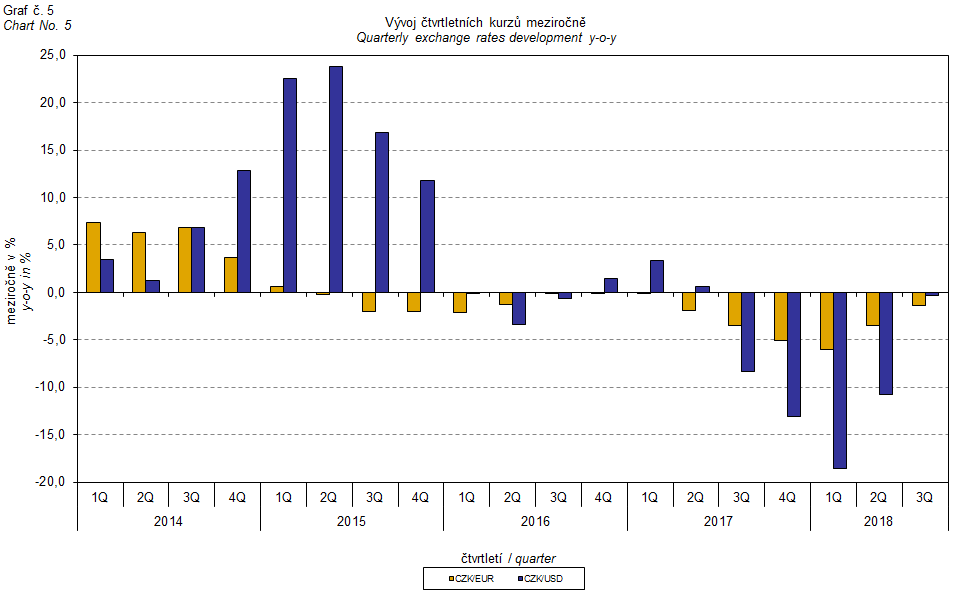 Graf č. 5
Chart No. 5
Vývoj čtvrtletních kurzů meziročně
Quarterly exchange rates development y-o-y
meziročně v %
y-o-y in %
25,0
20,0
15,0
10,0
5,0
0,0
-5,0
-10,0
-15,0
-20,0
1Q 2Q 3Q 4Q 1Q 2Q 3Q 4Q 1Q 2Q 3Q 4Q 1Q 2Q 3Q 4Q 1Q 2Q 3Q
2014 2015 2016 2017 2018
čtvrtletí / quarter
CZK/EUR CZK/USD